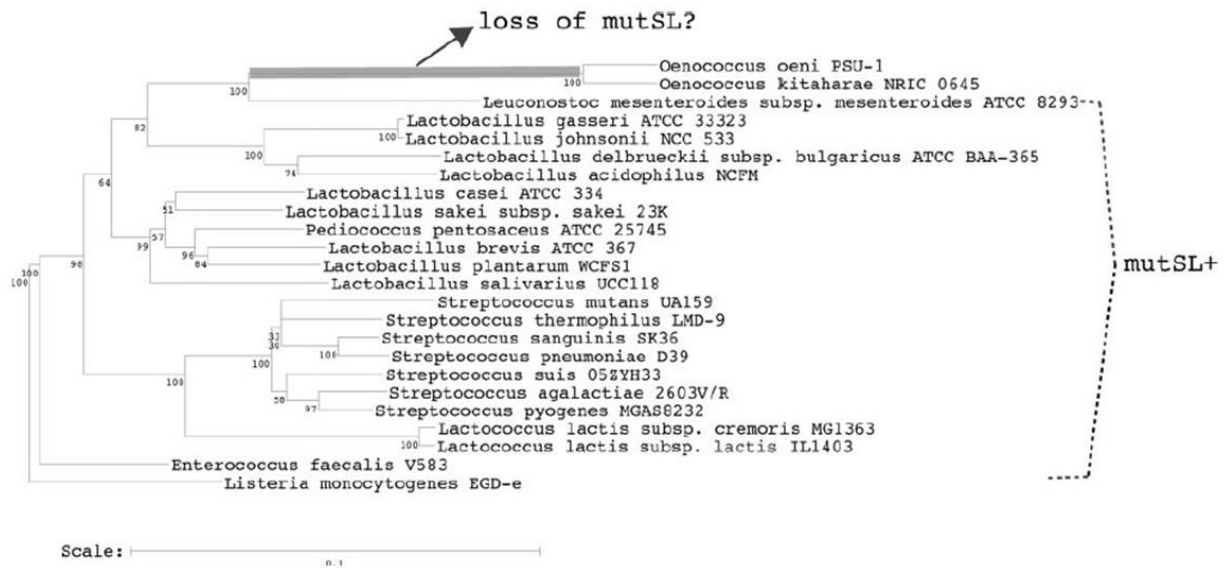 loss of mutSL?
Oenococcus oeni PSU-1
100
Oenococcus kitaharae NRIC 0645
100
Leuconostoc mesenteroides subsp. mesenteroides ATCC 8293
82
Lactobacillus gasseri ATCC 33323
100
Lactobacillus johnsonii NCC 533
100
Lactobacillus delbrueckii subsp. bulgaricus ATCC BAA-365
74
Lactobacillus acidophilus NCFM
64
Lactobacillus casei ATCC 334
51
Lactobacillus sakei subsp. sakei 23K
57
Pediococcus pentosaceus ATCC 25745
99
Lactobacillus brevis ATCC 367
96
84
Lactobacillus plantarum WCFS1
98
mutSL+
100
100
Lactobacillus salivarius UCC118
Streptococcus mutans UA159
Streptococcus thermophilus LMD-9
33
Streptococcus sanguinis SK36
100
Streptococcus pneumoniae D39
100
Streptococcus suis 05ZYH33
100
Streptococcus agalactiae 2603V/R
97
Streptococcus pyogenes MGAS8232
Lactococcus lactis subsp. cremoris MG1363
100
Lactococcus lactis subsp. lactis IL1403
Enterococcus faecalis V583
Listeria monocytogenes EGD-e
Scale:
0.1